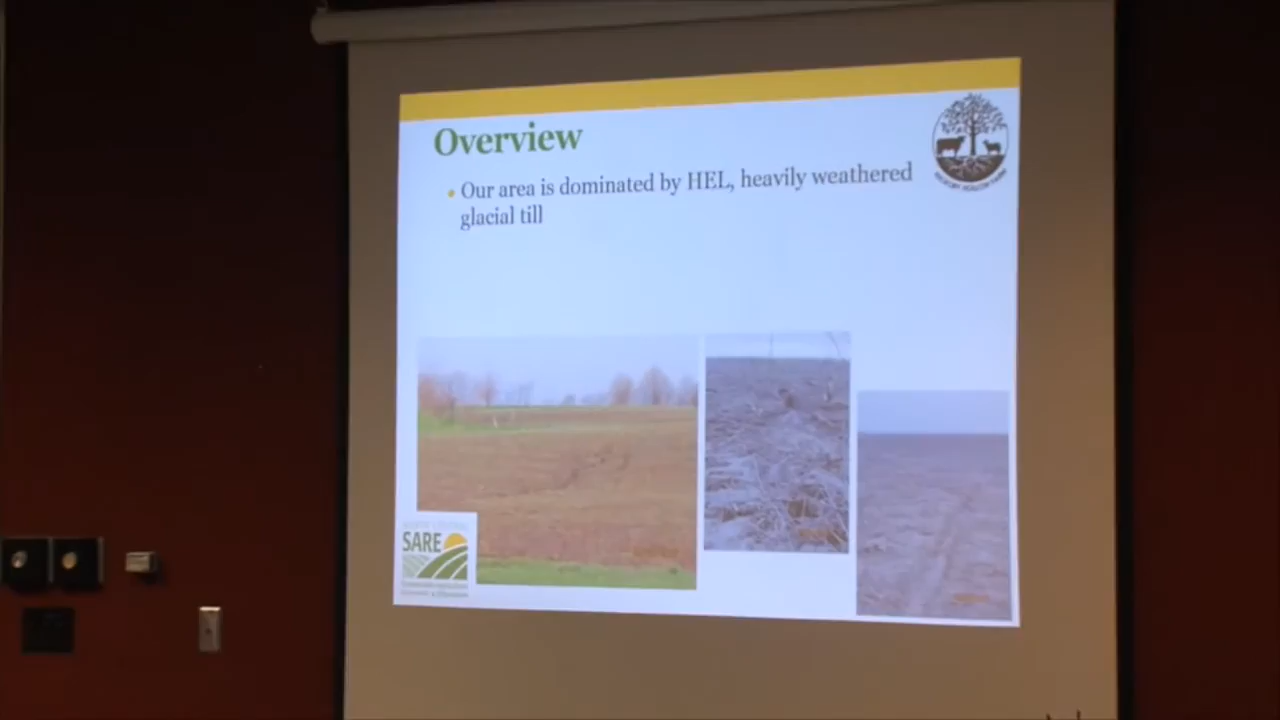 Overview
• Our area is dominated by HEL, heavily weathered
glacial till
SARE